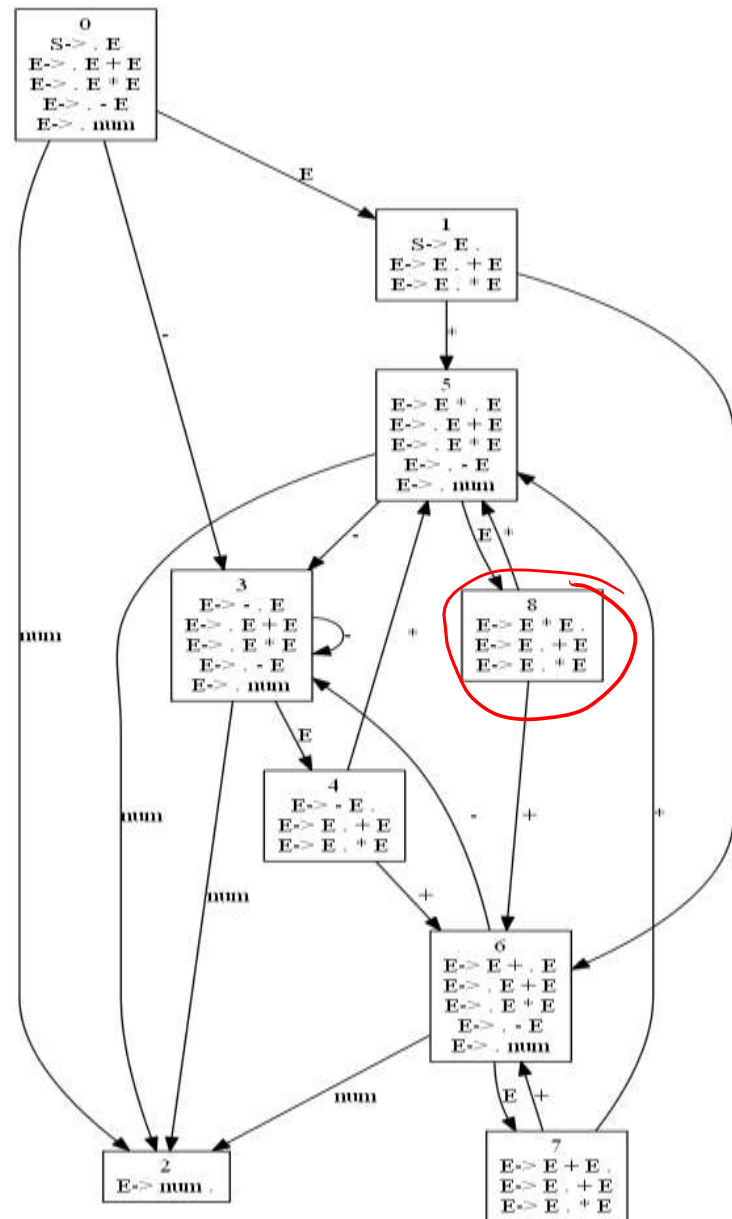 0
S-> . E
E-> . E + E
E-> . E * E
E-> . - E
E-> . num
E
1
S-> E .
E-> E . + E
E-> E . * E
-
*
5
E-> E * . E
E-> . E + E
E-> . E * E
E-> . - E
E-> . num
-
E
*
3
E-> - . E
E-> . E + E
E-> . E * E
E-> . - E
E-> . num
-
8
E-> E * E .
E-> E . + E
E-> E . * E
num
*
E
4
E-> - E .
E-> E . + E
E-> E . * E
num
-
+
*
num
+
6
E-> E + . E
E-> . E + E
E-> . E * E
E-> . - E
E-> . num
num
E
+
2
E-> num .
7
E-> E + E .
E-> E . + E
E-> E . * E